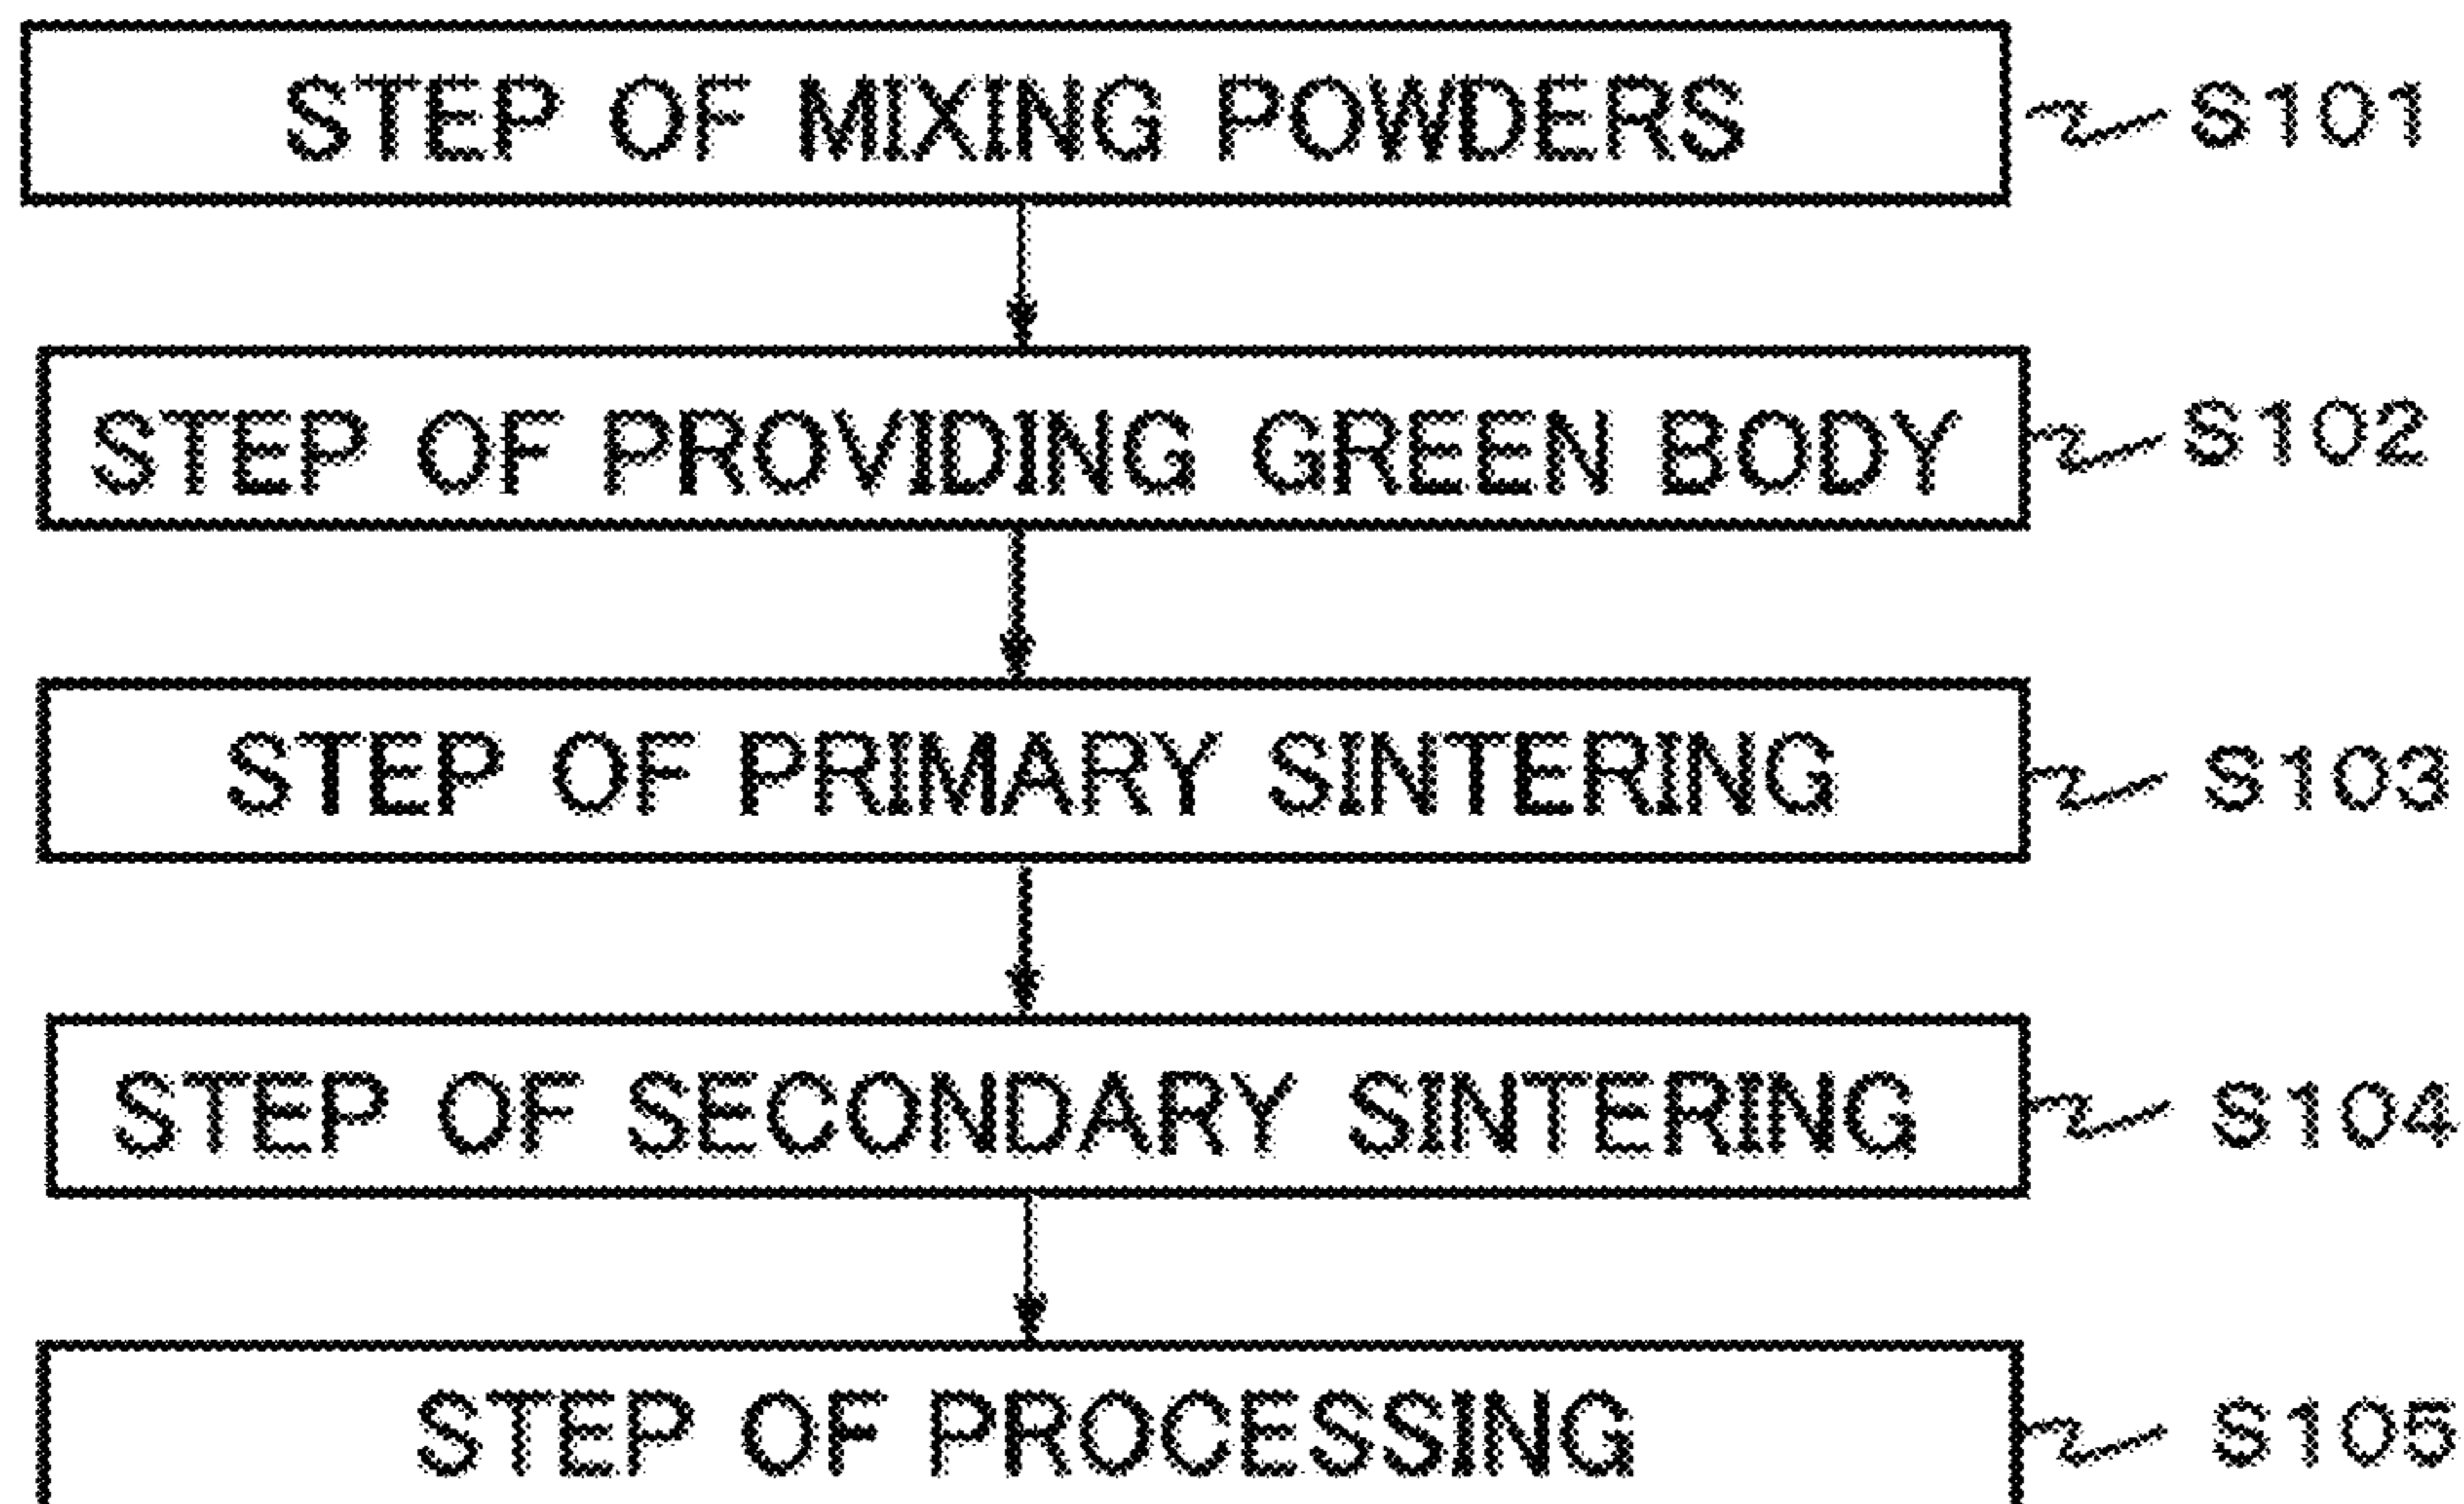 STEP OF MIXING POWDERS S101
STEP OF PROVIDING GREEN BODY S102
STEP OF PRIMARY SINTERING S103
STEP OF SECONDARY SINTERING S104
STEP OF PROCESSING S105